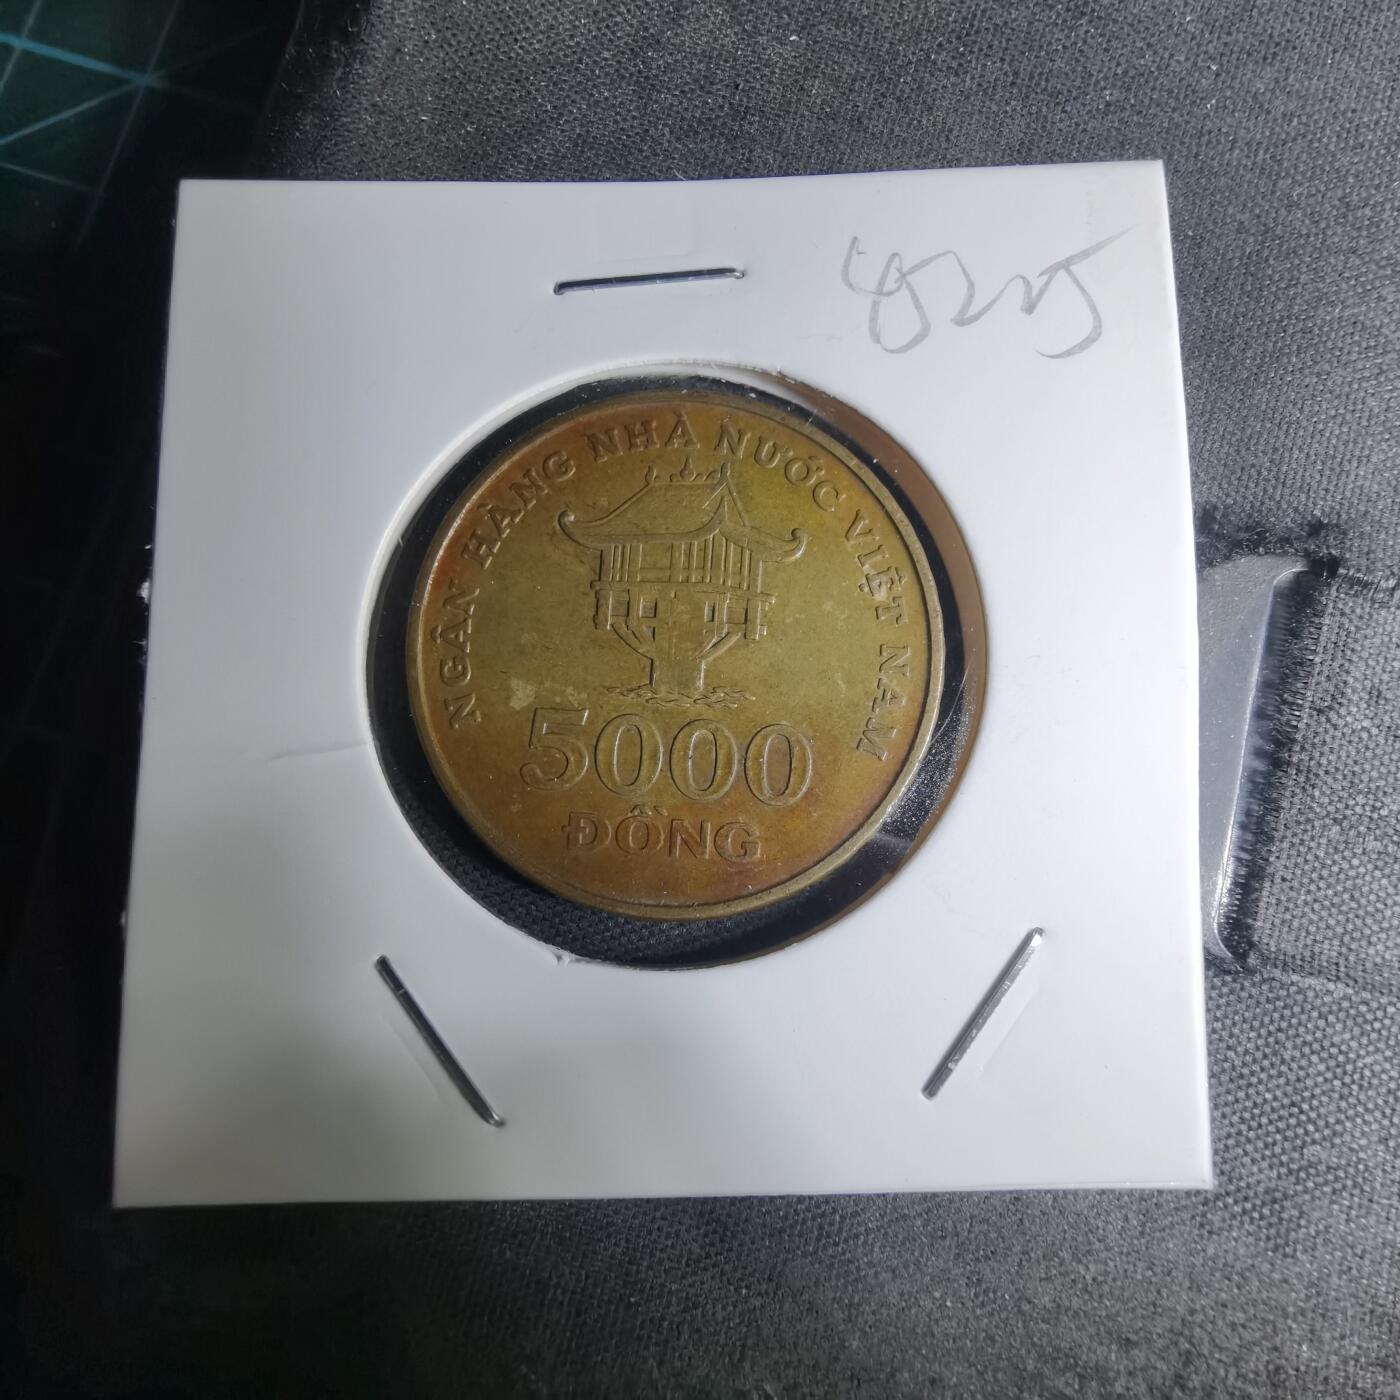 NGÂN HÀNG NHÀ NƯỚC VIỆT NAM
5000
ĐỒNG